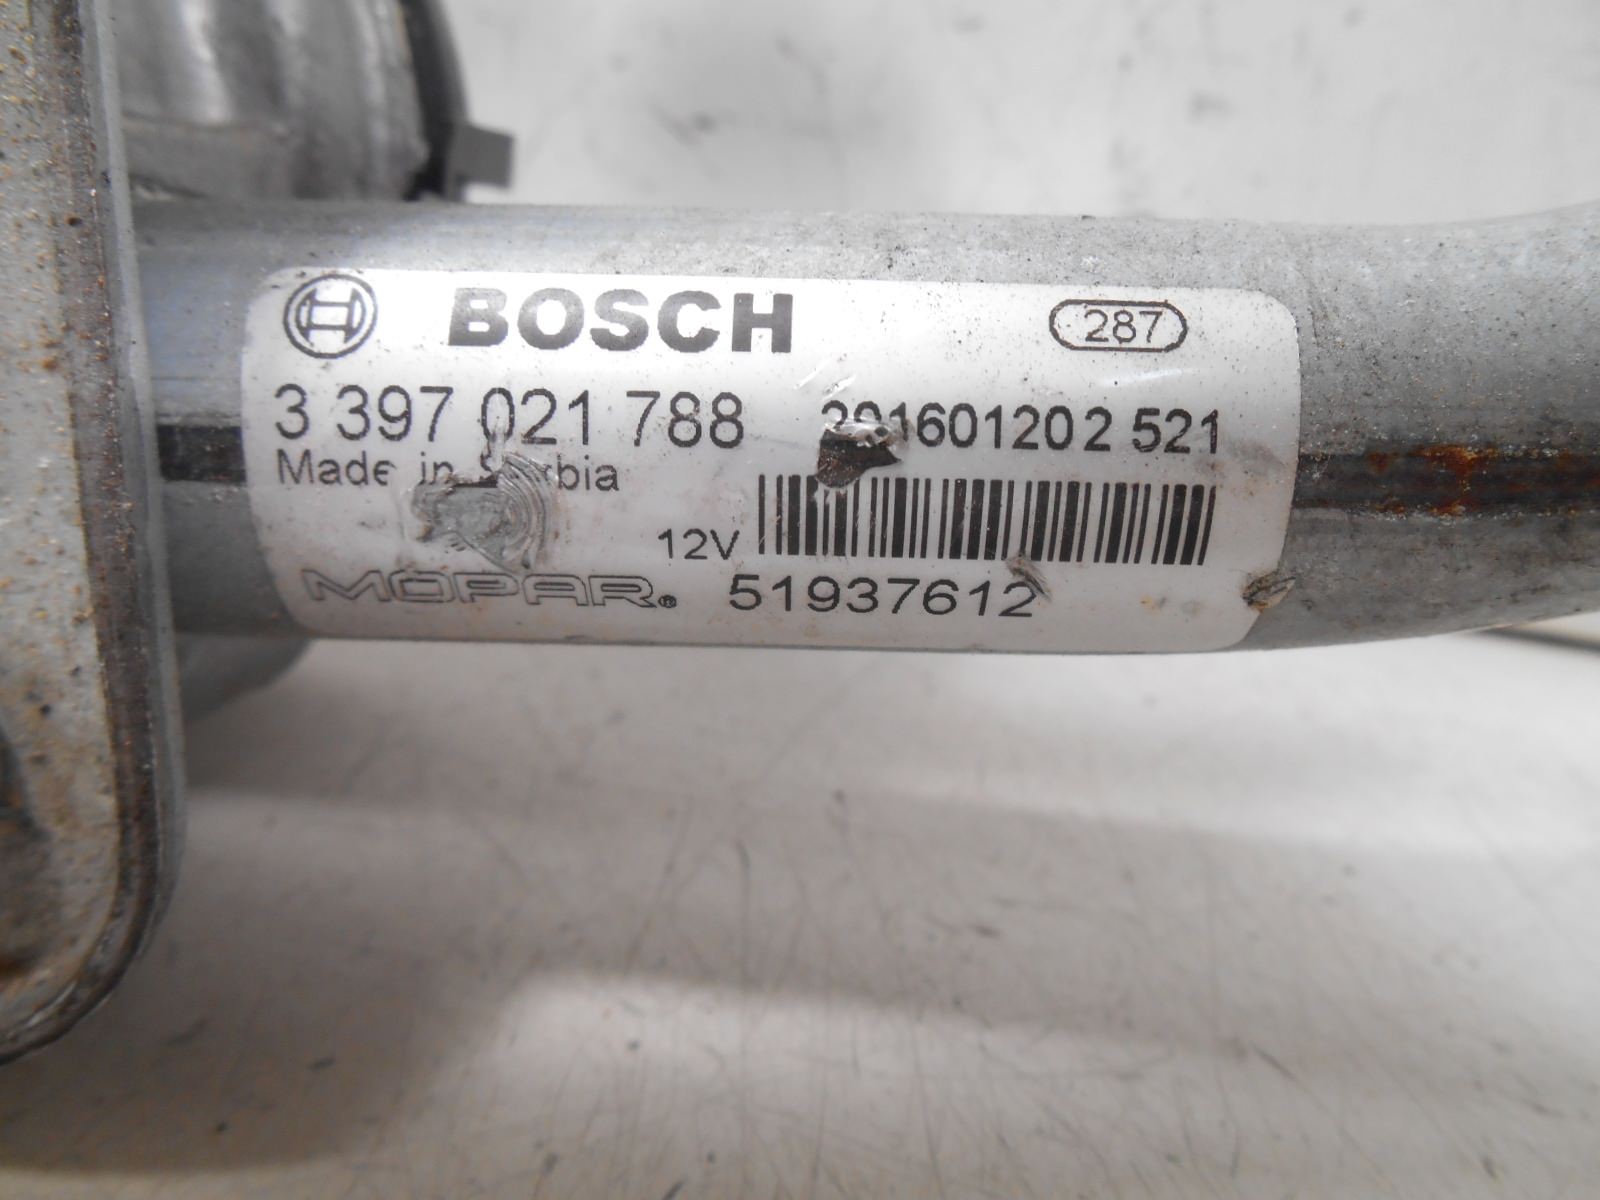 BOSCH 287
3 397 021 788 201601202 521
Made in Serbia
12V
MOPAR® 51937612